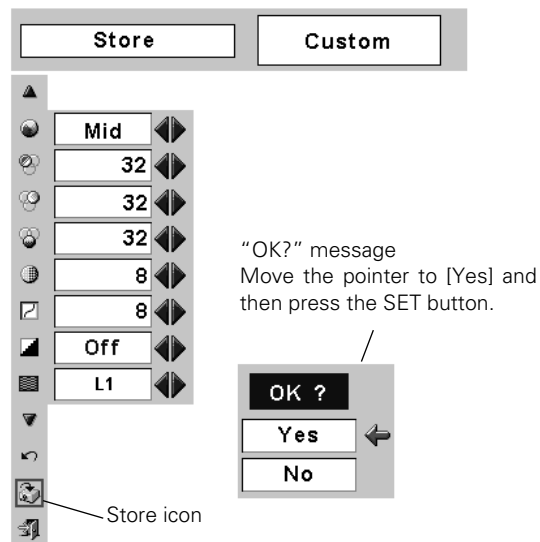 Store
Custom
Mid
32
32
32
8
8
Off
L1
"OK?" message
Move the pointer to [Yes] and
then press the SET button.
OK ?
Yes
No
Store icon